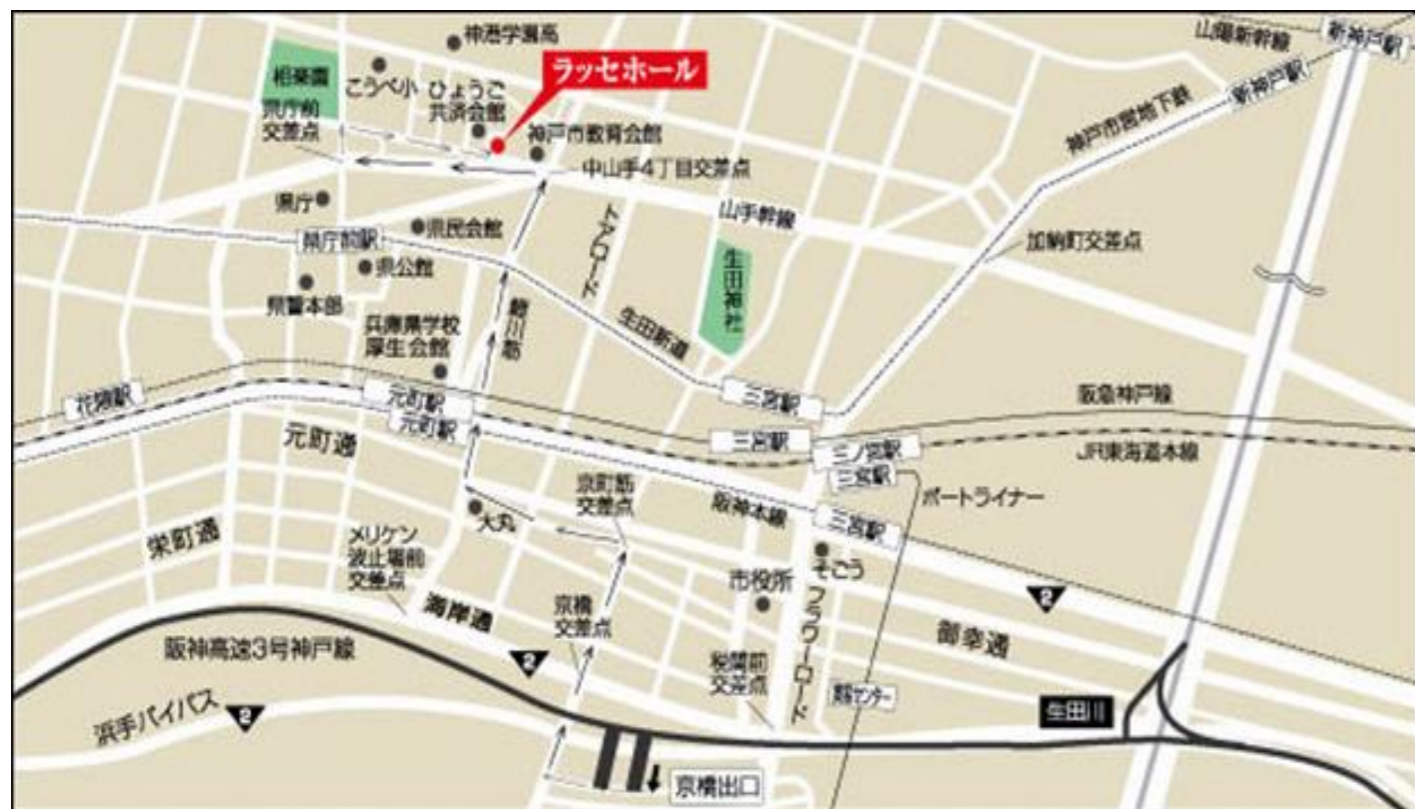 神港学園高
山陽新幹線
新神戸駅
相楽園
こうべ小
ひょうご
共済会館
ラッセホール
新神戸駅
神戸市営地下鉄
県庁前
交差点
神戸市教育会館
中山手4丁目交差点
県庁
県民会館
トアロード
山手幹線
加納町交差点
県庁前駅
県公館
生田神社
県警本部
鯉川筋
兵庫県学校
厚生会館
生田新道
花隈駅
元町駅
元町駅
三宮駅
阪急神戸線
三宮駅
三ノ宮駅
JR東海道本線
元町通
三宮駅
ポートライナー
京町筋
交差点
阪神本線
三宮駅
大丸
栄町通
メリケン
波止場前
交差点
そごう
市役所
2
海岸通
京橋
交差点
フラワーロード
御幸通
阪神高速3号神戸線
2
税関前
交差点
貿易センター
浜手バイパス
2
生田川
京橋出口